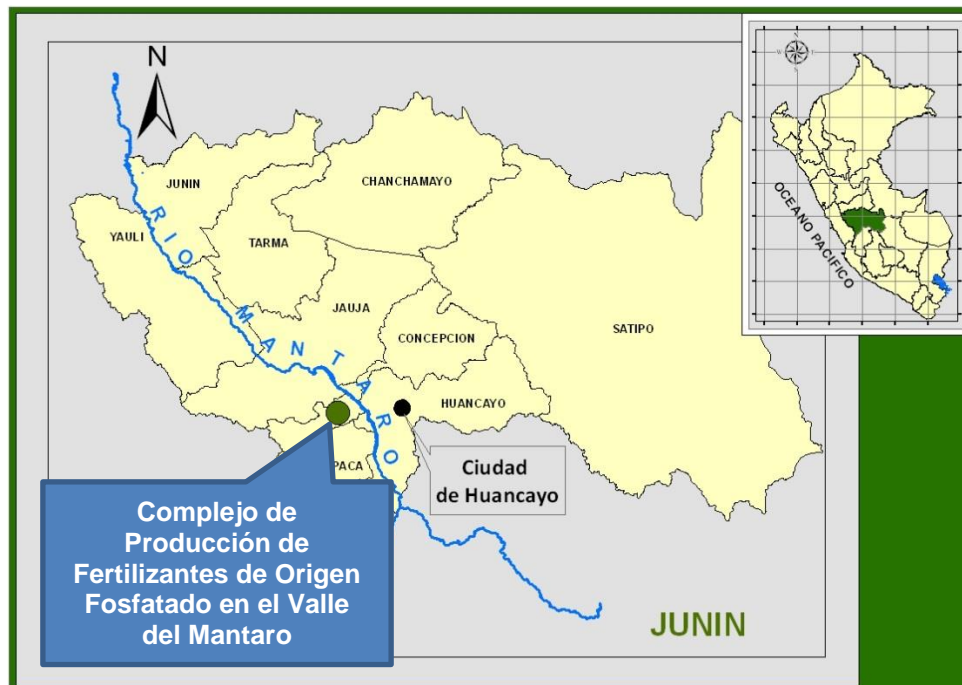 N
JUNIN
CHANCHAMAYO
YAULI
TARMA
RIO MANTARO
JAUJA
CONCEPCION
SATIPO
HUANCAYO
PACA
Ciudad
de Huancayo
Complejo de
Producción de
Fertilizantes de Origen
Fosfatado en el Valle
del Mantaro
JUNIN
OCEANO PACIFICO